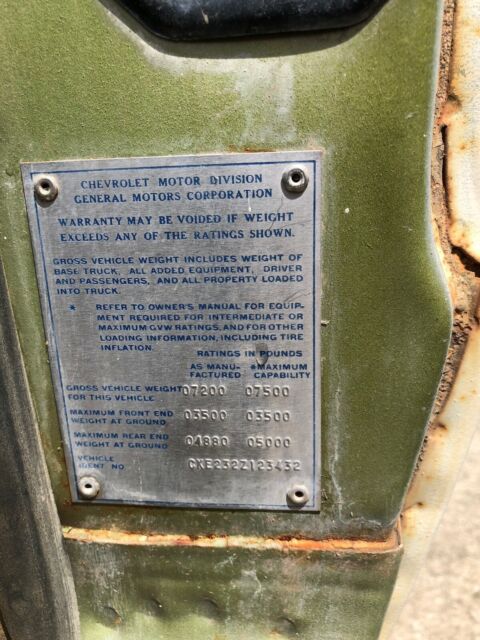 CHEVROLET MOTOR DIVISION
GENERAL MOTORS CORPORATION
WARRANTY MAY BE VOIDED IF WEIGHT
EXCEEDS ANY OF THE RATINGS SHOWN.
GROSS VEHICLE WEIGHT INCLUDES WEIGHT OF
BASE TRUCK, ALL ADDED EQUIPMENT, DRIVER
AND PASSENGERS, AND ALL PROPERTY LOADED
INTO TRUCK.
* REFER TO OWNER'S MANUAL FOR EQUIP-
MENT REQUIRED FOR INTERMEDIATE OR
MAXIMUM GVW RATINGS, AND FOR OTHER
LOADING INFORMATION, INCLUDING TIRE
INFLATION.
RATINGS IN POUNDS
AS MANU- *MAXIMUM
FACTURED CAPABILITY
GROSS VEHICLE WEIGHT 07200 07500
FOR THIS VEHICLE
MAXIMUM FRONT END 03500 03500
WEIGHT AT GROUND
MAXIMUM REAR END 04880 05000
WEIGHT AT GROUND
VEHICLE CKE232Z123432
IDENT NO